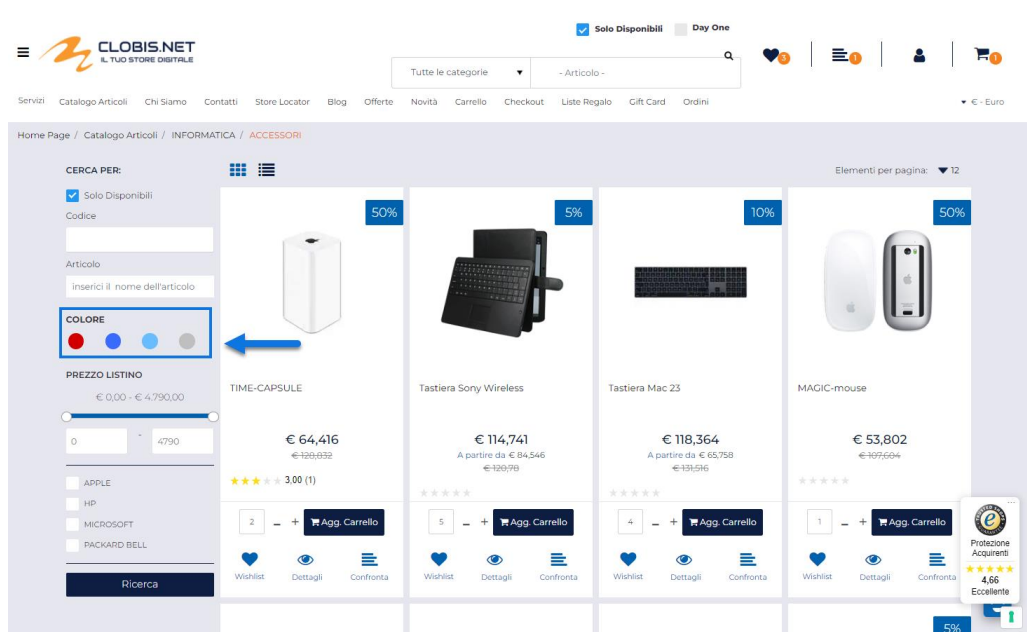 Solo Disponibili
Day One
CLOBIS.NET
IL TUO STORE DIGITALE
Tutte le categorie
- Articolo -
3
1
1
Servizi
Catalogo Articoli
Chi Siamo
Contatti
Store Locator
Blog
Offerte
Novità
Carrello
Checkout
Liste Regalo
Gift Card
Ordini
€ - Euro
Home Page / Catalogo Articoli / INFORMATICA / ACCESSORI
CERCA PER:
Solo Disponibili
Codice
Articolo
inserici il nome dell'articolo
COLORE
PREZZO LISTINO
€ 0,00 - € 4.790,00
0 - 4790
APPLE
HP
MICROSOFT
PACKARD BELL
Ricerca
Elementi per pagina: 12
50%
TIME-CAPSULE
€ 64,416
€ 128,832
3,00 (1)
2 - + Agg. Carrello
Wishlist Dettagli Confronta
5%
Tastiera Sony Wireless
€ 114,741
A partire da € 84,546
€ 120,78
5 - + Agg. Carrello
Wishlist Dettagli Confronta
10%
Tastiera Mac 23
€ 118,364
A partire da € 65,758
€ 131,516
4 - + Agg. Carrello
Wishlist Dettagli Confronta
50%
MAGIC-mouse
€ 53,802
€ 107,604
1 - + Agg. Carrello
Wishlist Dettagli Confronta
Protezione
Acquirenti
4,66
Eccellente
5%